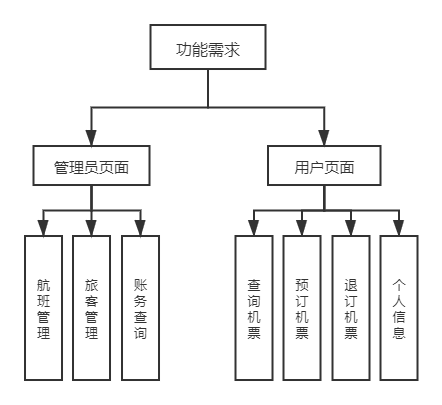 功能需求
管理员页面
用户页面
航班管理
旅客管理
账务查询
查询机票
预订机票
退订机票
个人信息